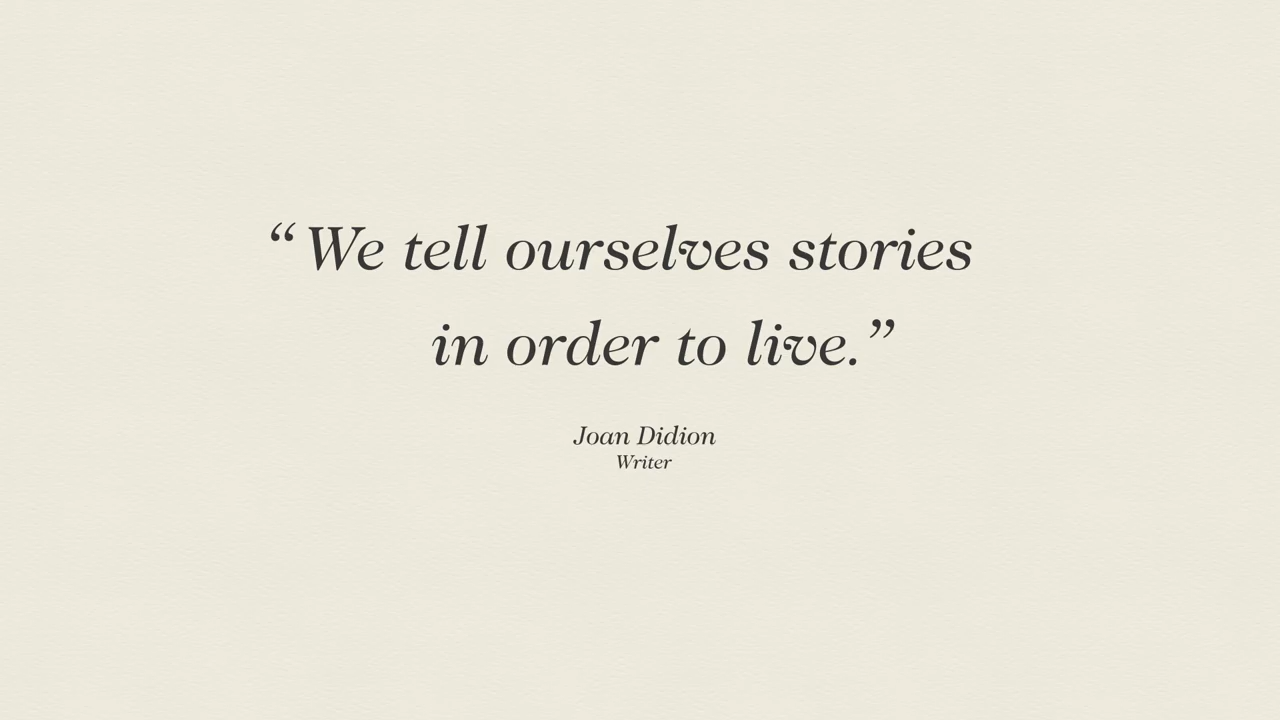 “We tell ourselves stories
in order to live.”
Joan Didion
Writer